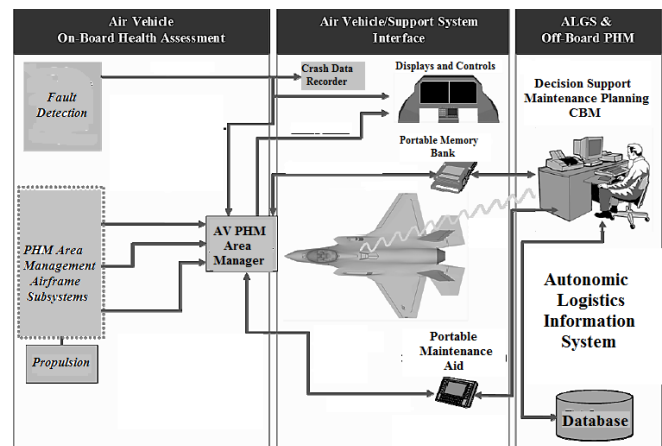 Air Vehicle
On-Board Health Assessment
Air Vehicle/Support System
Interface
ALGS &
Off-Board PHM
Fault
Detection
Crash Data
Recorder
Displays and Controls
Decision Support
Maintenance Planning
CBM
Portable Memory
Bank
PHM Area
Management
Airframe
Subsystems
AV PHM
Area
Manager
Propulsion
Portable
Maintenance
Aid
Autonomic
Logistics
Information
System
Database